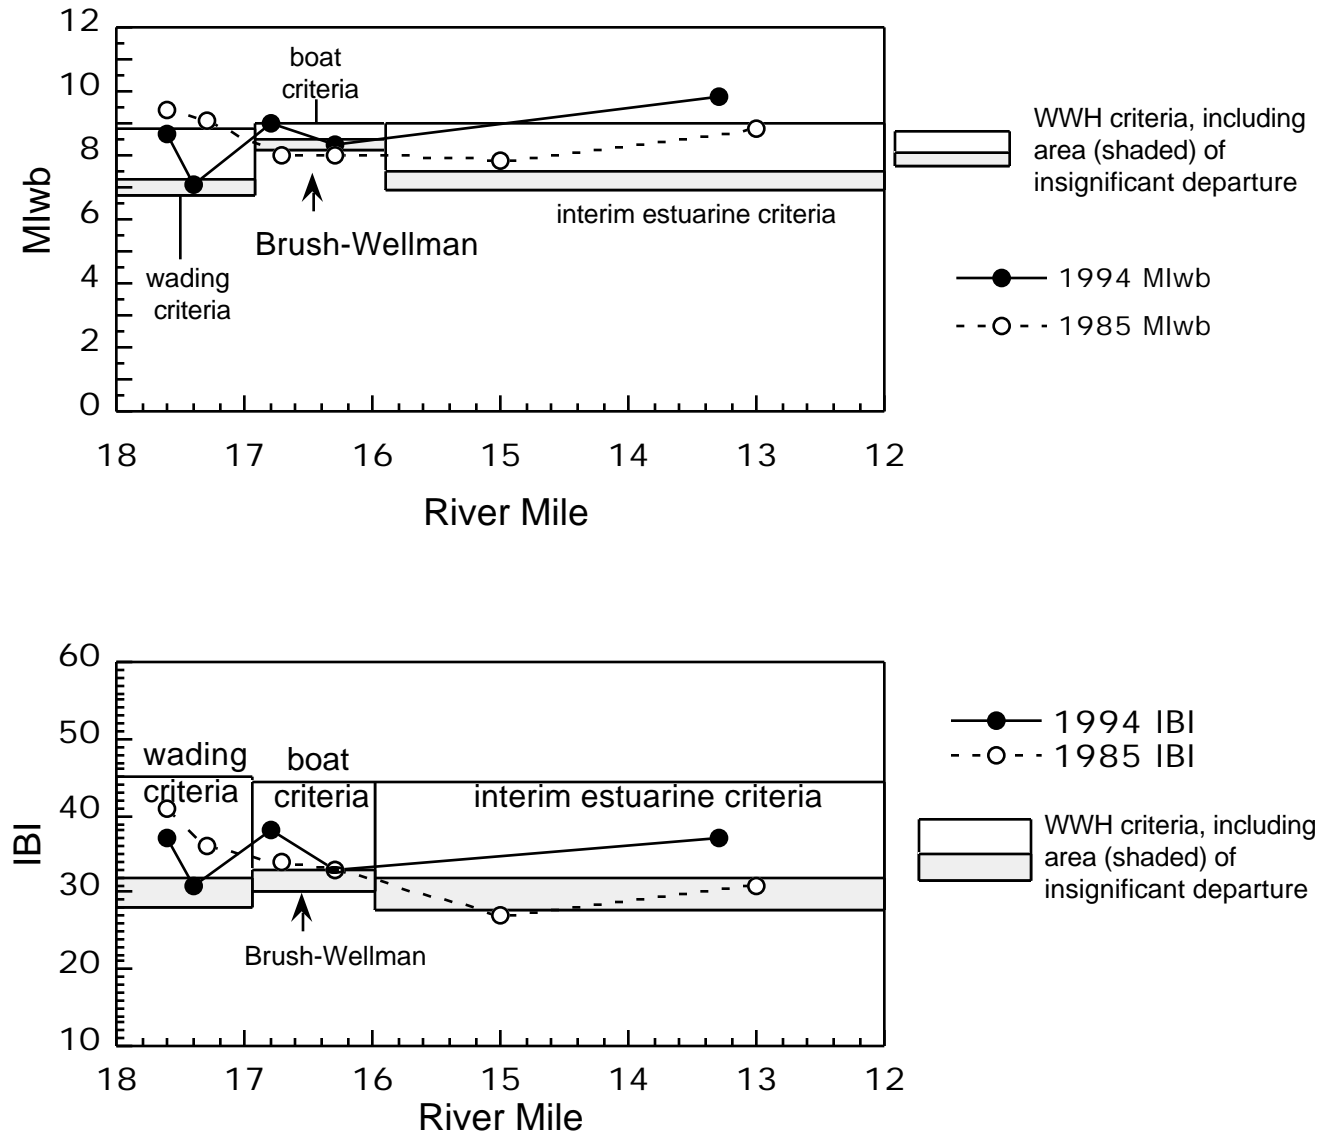 12
10
8
6
4
2
0
MIwb
boat
criteria
Brush-Wellman
wading
criteria
interim estuarine criteria
18 17 16 15 14 13 12
River Mile
WWH criteria, including
area (shaded) of
insignificant departure
1994 MIwb
1985 MIwb
60
50
40
30
20
10
IBI
wading
criteria
boat
criteria
interim estuarine criteria
Brush-Wellman
18 17 16 15 14 13 12
River Mile
1994 IBI
1985 IBI
WWH criteria, including
area (shaded) of
insignificant departure